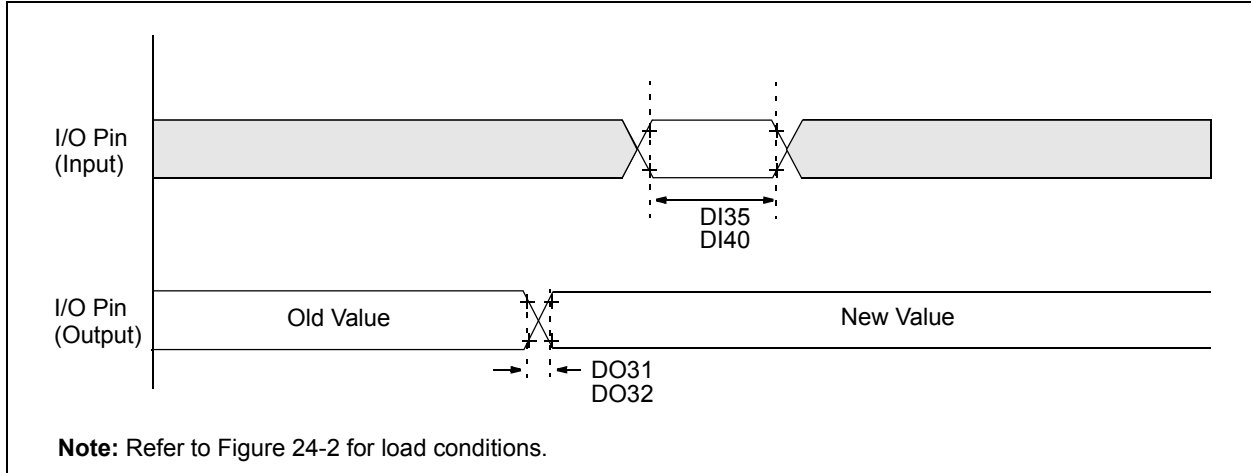 I/O Pin
(Input)
DI35
DI40
I/O Pin
(Output)
Old Value
New Value
DO31
DO32
Note: Refer to Figure 24-2 for load conditions.